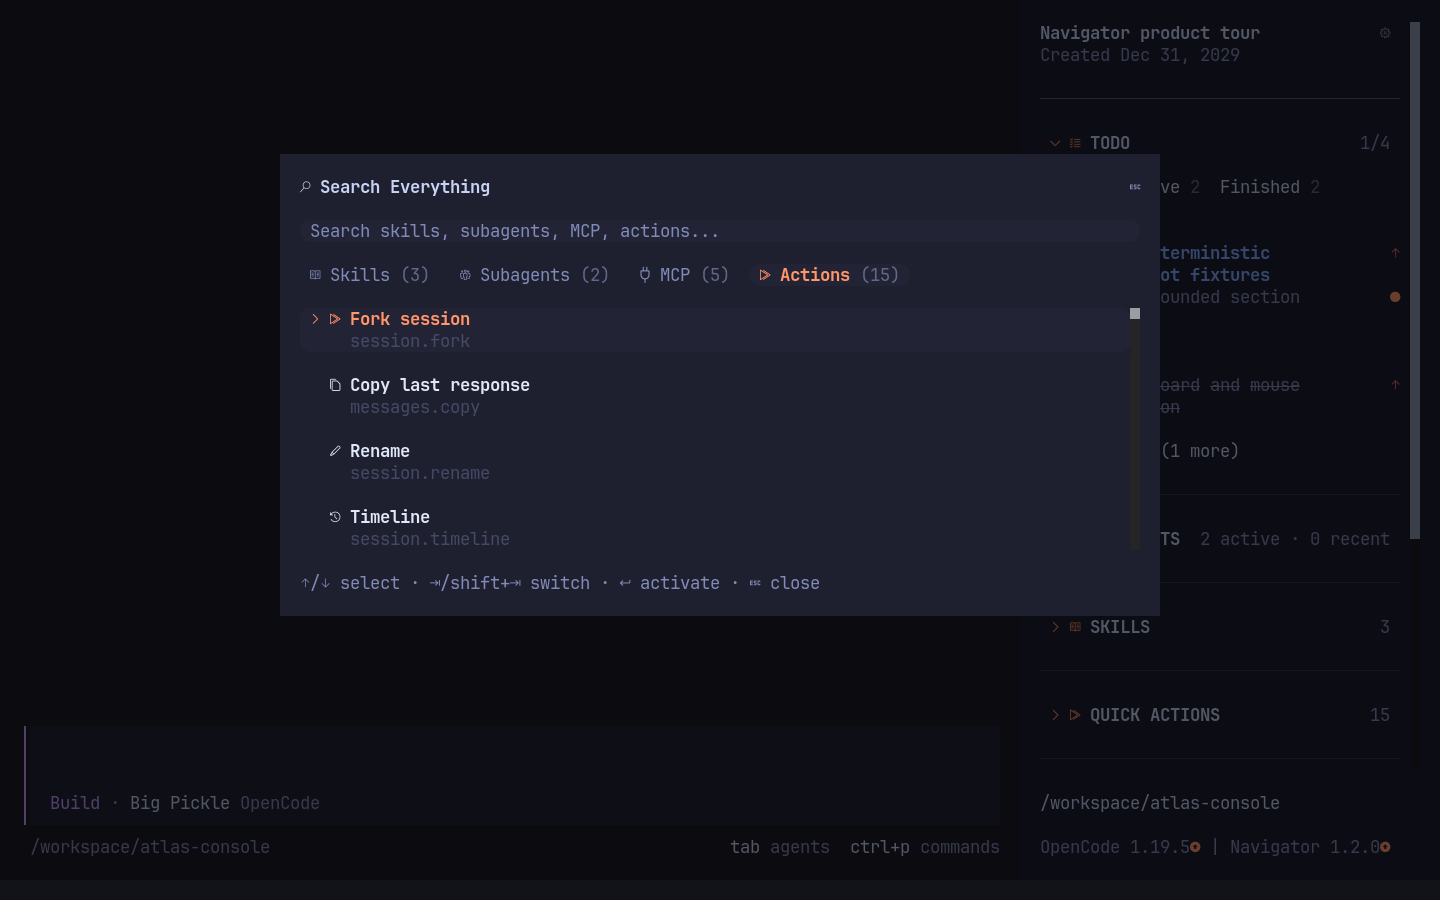 Navigator product tour
Created Dec 31, 2029
TODO 1/4
ve 2 Finished 2
terministic ↑
ot fixtures
ounded section
oard and mouse ↑
on
(1 more)
TS 2 active · 0 recent
SKILLS 3
QUICK ACTIONS 15
/workspace/atlas-console
OpenCode 1.19.5 | Navigator 1.2.0
Search Everything ESC
Search skills, subagents, MCP, actions...
Skills (3) Subagents (2) MCP (5) Actions (15)
Fork session
session.fork
Copy last response
messages.copy
Rename
session.rename
Timeline
session.timeline
↑/↓ select · ⇥/shift+⇥ switch · ↵ activate · ESC close
Build · Big Pickle OpenCode
/workspace/atlas-console tab agents ctrl+p commands